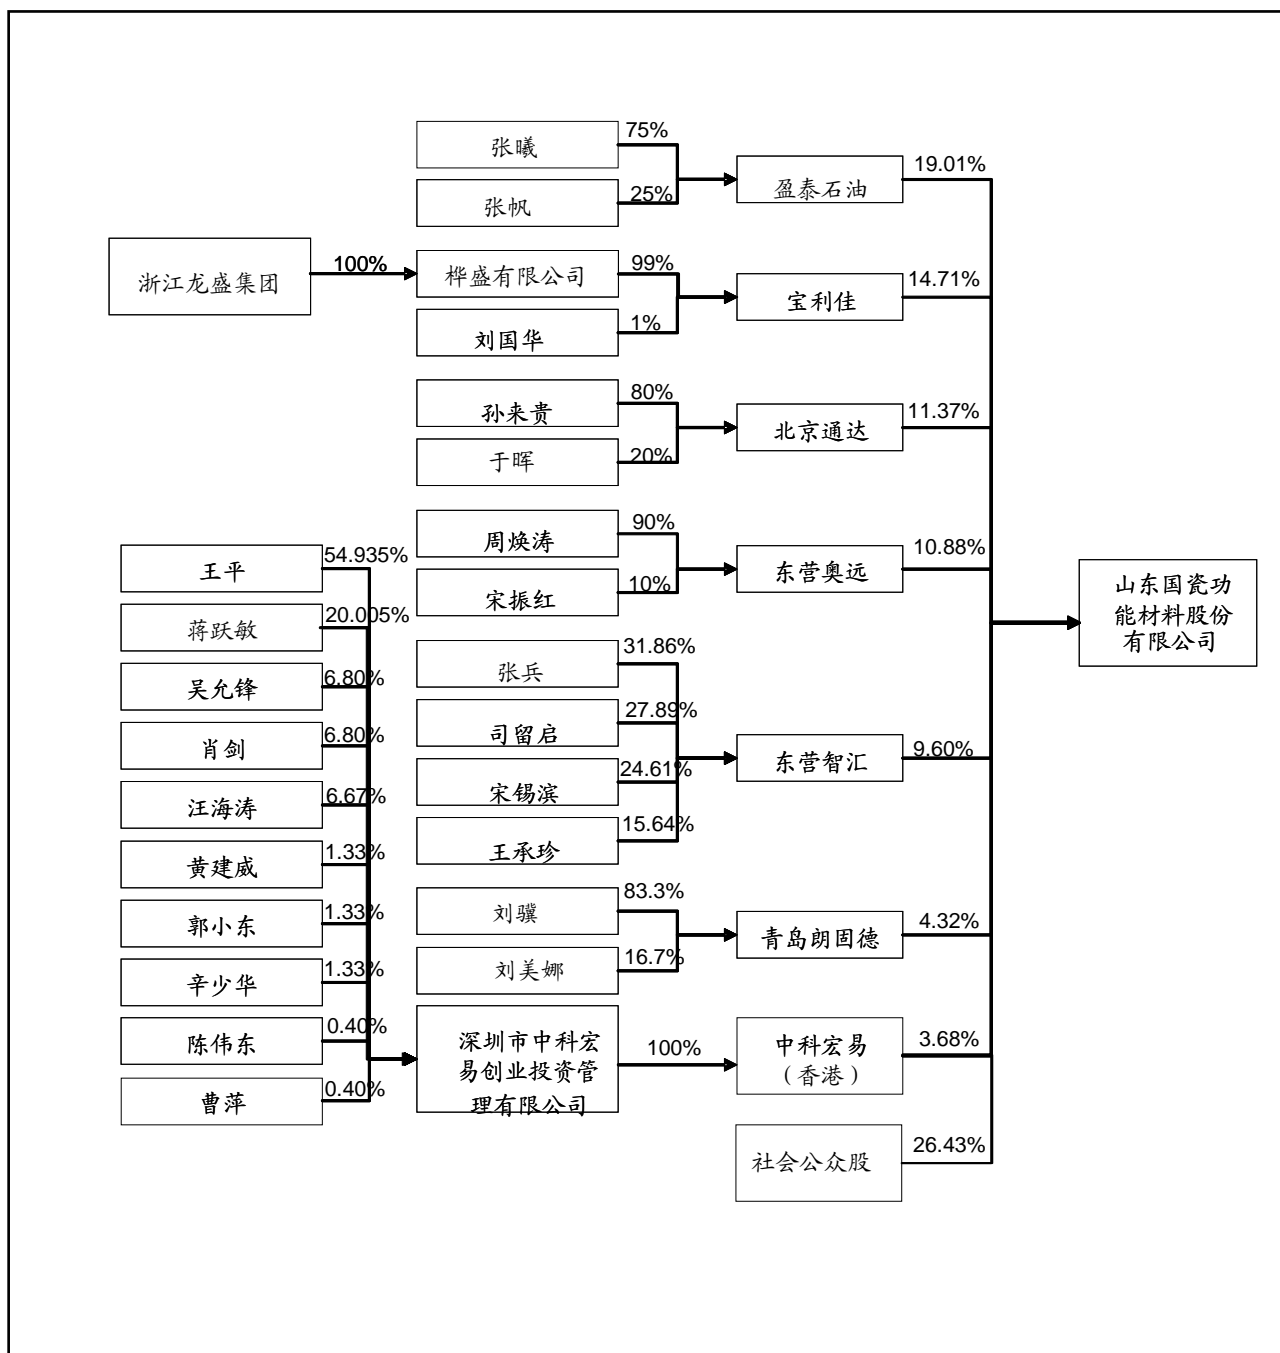 张曦
75%
张帆
25%
盈泰石油
19.01%
浙江龙盛集团
100%
桦盛有限公司
99%
刘国华
1%
宝利佳
14.71%
孙来贵
80%
于晖
20%
北京通达
11.37%
周焕涛
90%
宋振红
10%
东营奥远
10.88%
王平
54.935%
蒋跃敏
20.005%
吴允锋
6.80%
肖剑
6.80%
汪海涛
6.67%
黄建威
1.33%
郭小东
1.33%
辛少华
1.33%
陈伟东
0.40%
曹萍
0.40%
张兵
31.86%
司留启
27.89%
宋锡滨
24.61%
王承珍
15.64%
东营智汇
9.60%
刘骥
83.3%
刘美娜
16.7%
青岛朗固德
4.32%
深圳市中科宏
易创业投资管
理有限公司
100%
中科宏易
（香港）
3.68%
社会公众股
26.43%
山东国瓷功
能材料股份
有限公司